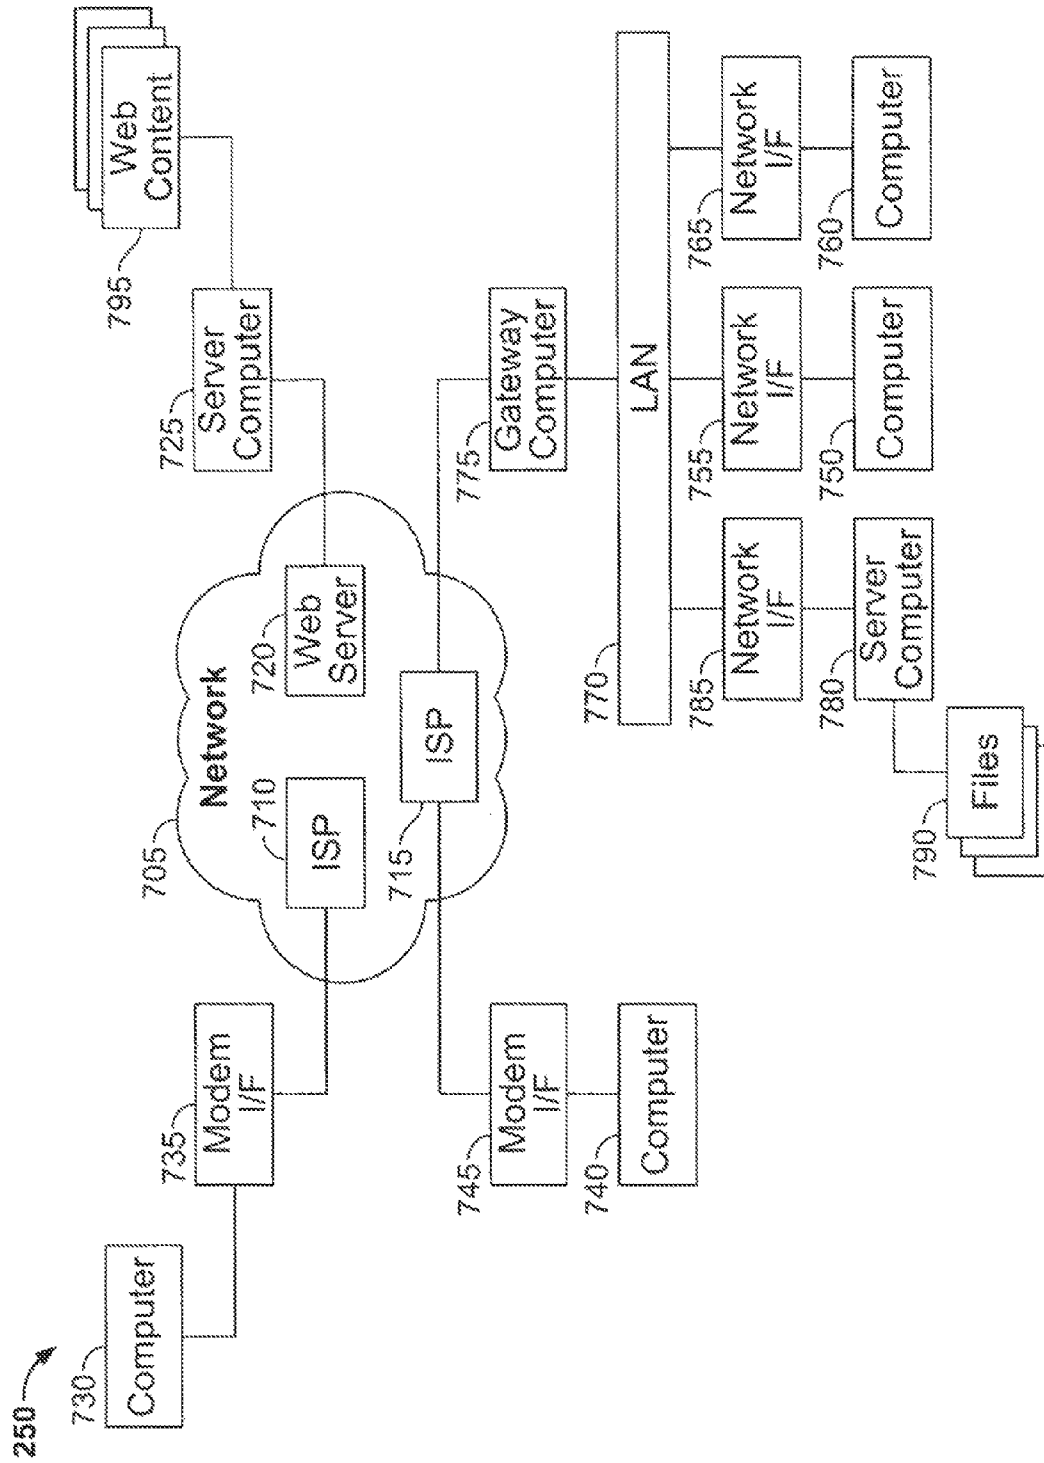 250
730
Computer
735
Modem
I/F
705
Network
710
ISP
720
Web
Server
725
Server
Computer
795
Web
Content
715
ISP
745
Modem
I/F
740
Computer
775
Gateway
Computer
770
LAN
785
Network
I/F
755
Network
I/F
765
Network
I/F
780
Server
Computer
750
Computer
760
Computer
790
Files